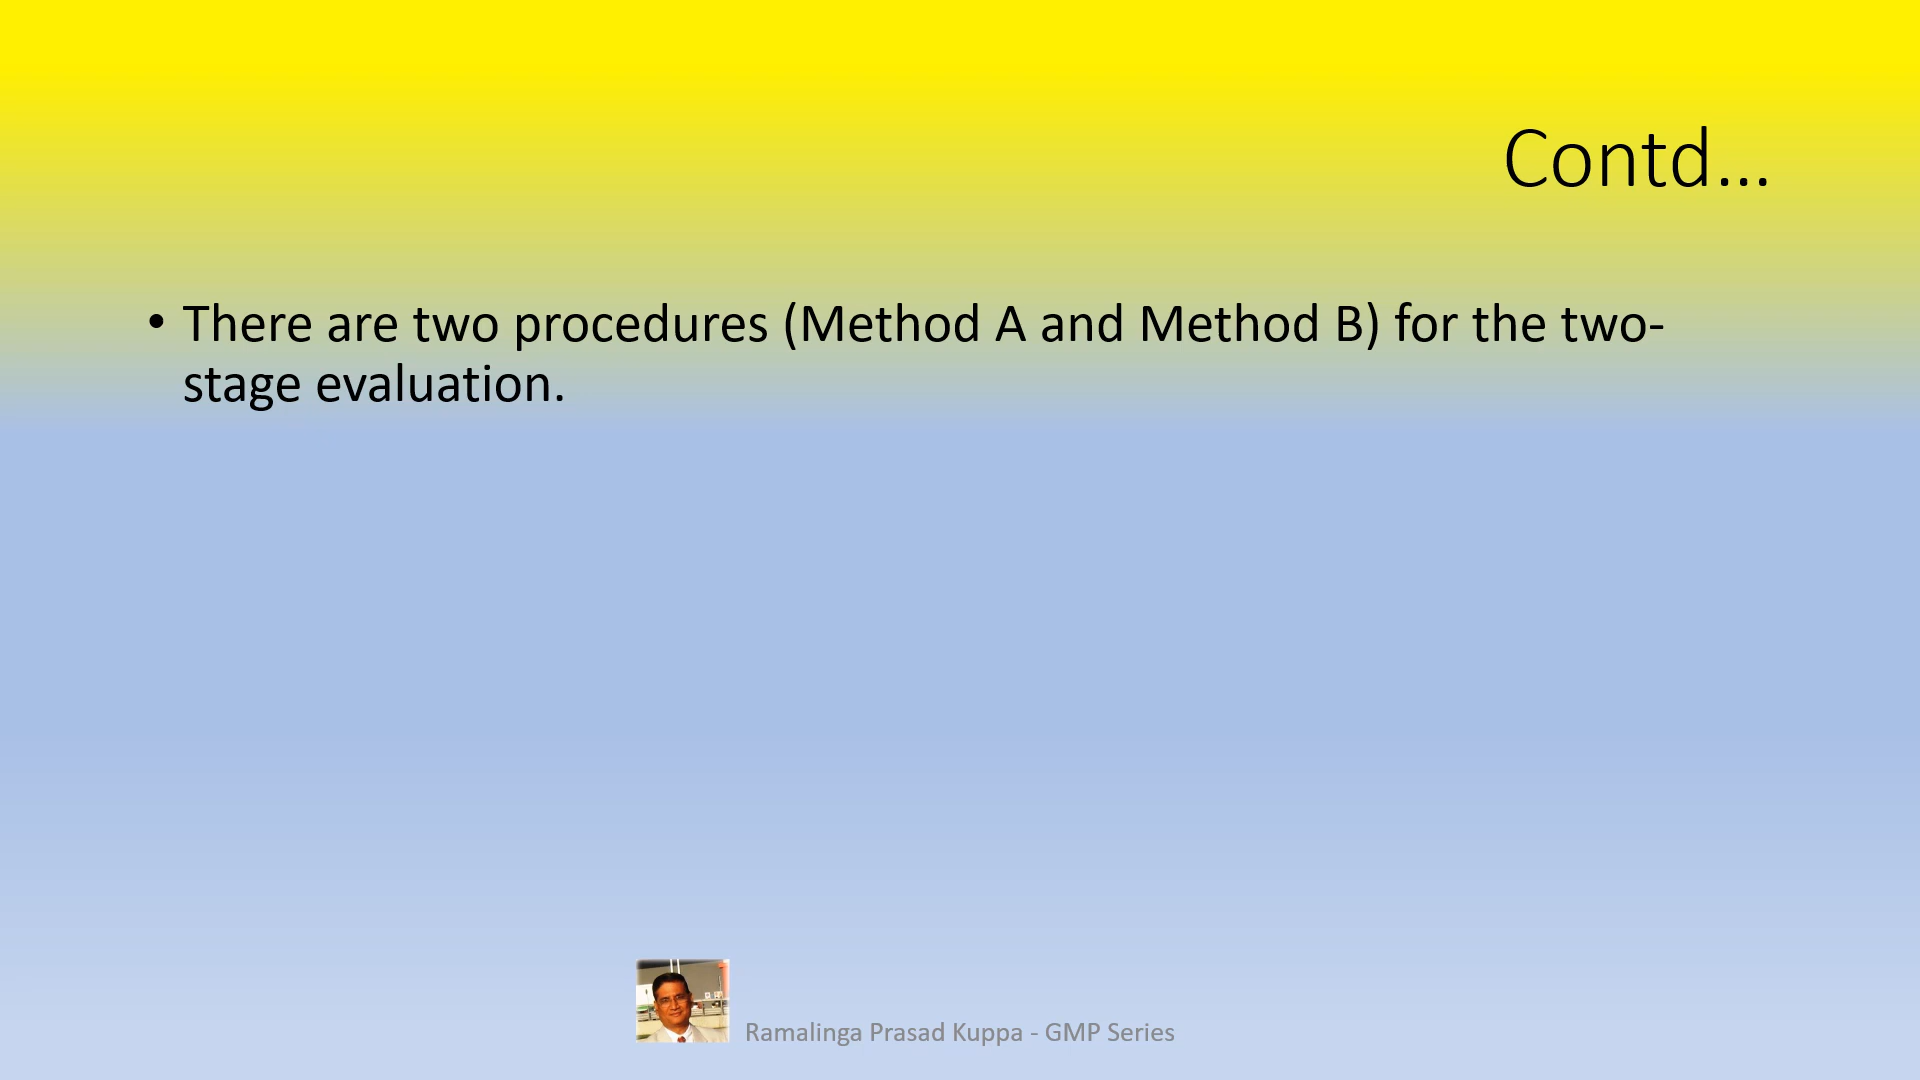 Contd...
• There are two procedures (Method A and Method B) for the two-
stage evaluation.
Ramalinga Prasad Kuppa - GMP Series